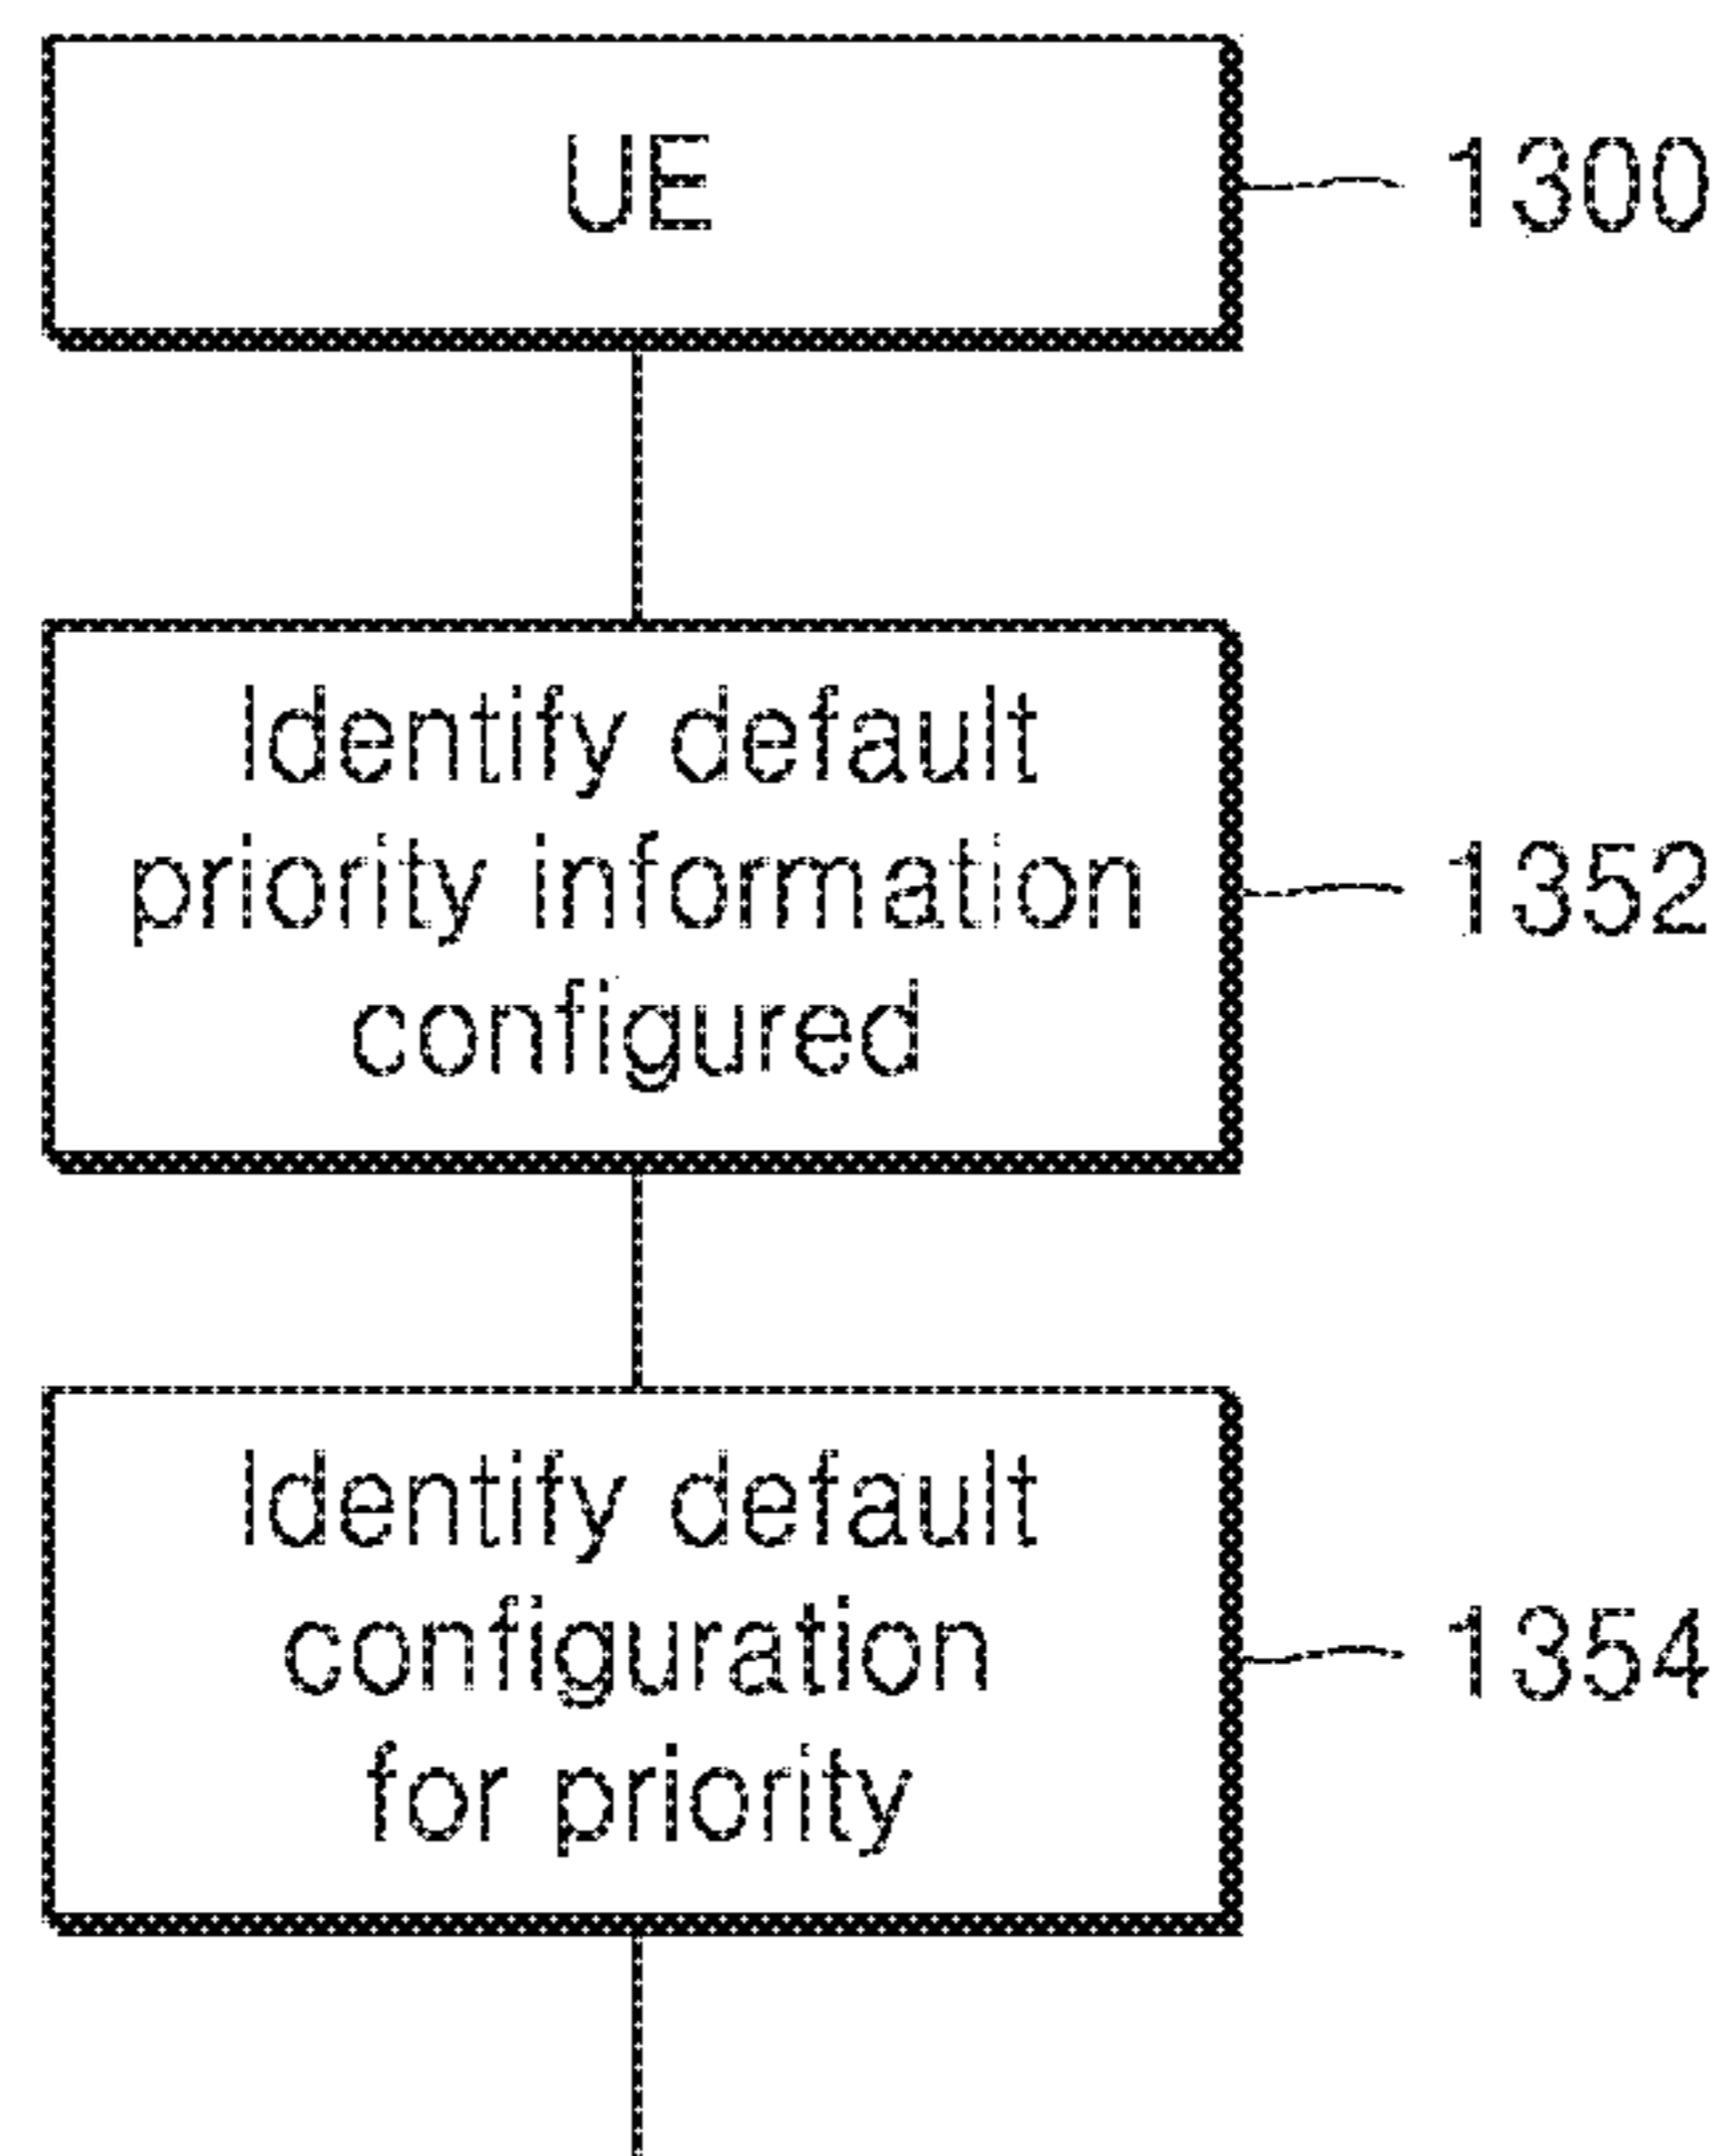 UE
1300
Identify default
priority information
configured
1352
Identify default
configuration
for priority
1354